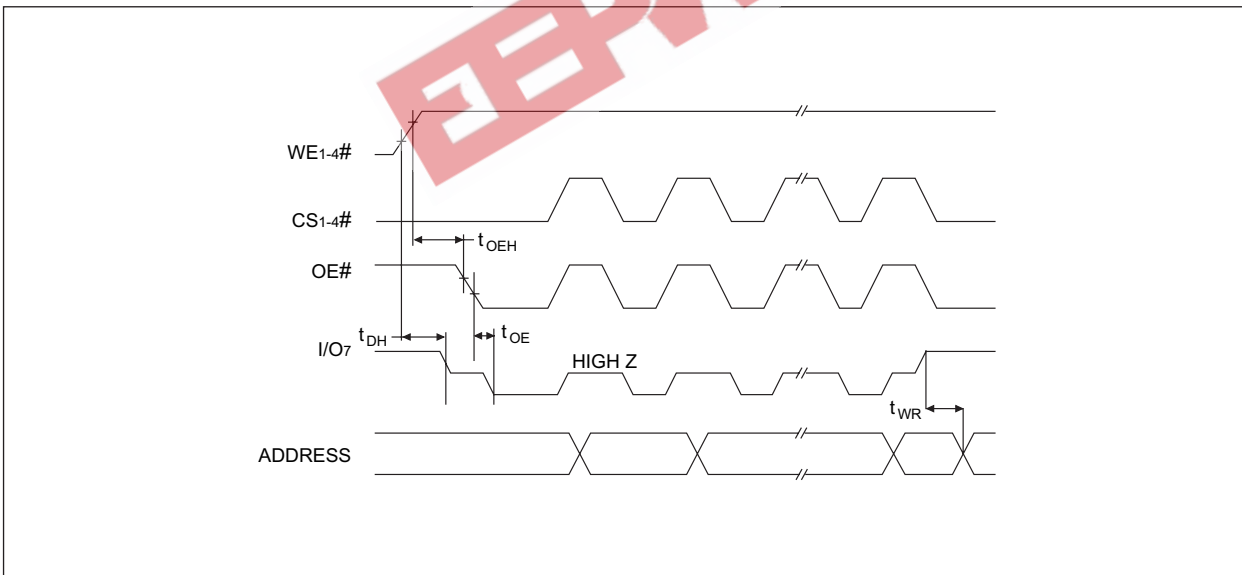 WE1-4#
CS1-4#
tOEH
OE#
tDH
tOE
I/O7
HIGH Z
tWR
ADDRESS